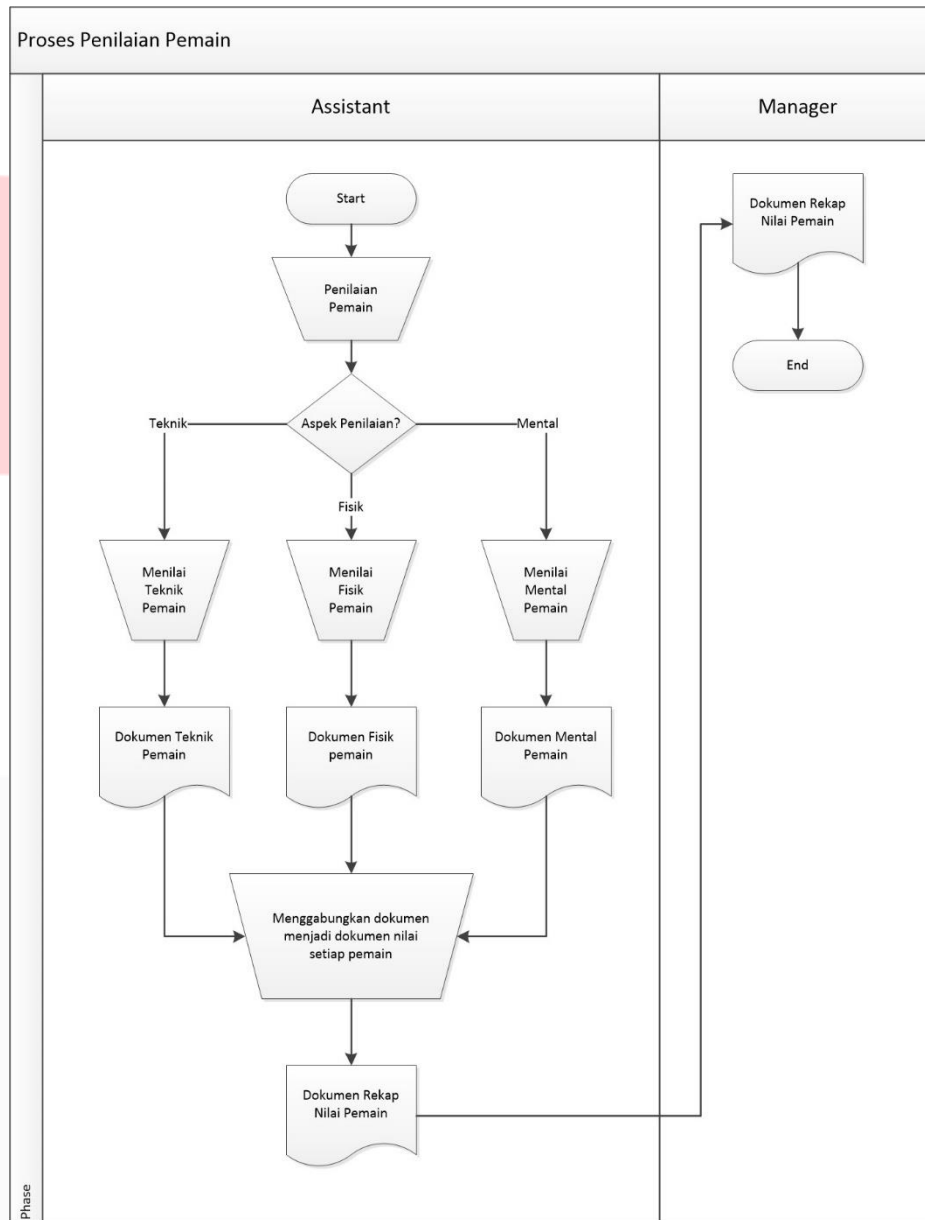 Proses Penilaian Pemain
Assistant
Manager
Start
Penilaian
Pemain
Aspek Penilaian?
Teknik
Fisik
Mental
Menilai
Teknik
Pemain
Menilai
Fisik
Pemain
Menilai
Mental
Pemain
Dokumen Teknik
Pemain
Dokumen Fisik
pemain
Dokumen Mental
Pemain
Menggabungkan dokumen
menjadi dokumen nilai
setiap pemain
Dokumen Rekap
Nilai Pemain
Dokumen Rekap
Nilai Pemain
End
Phase